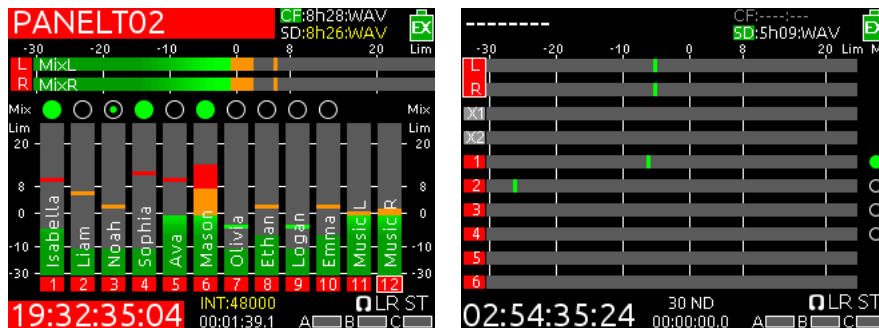 PANELT02
CF:8h28:WAV
SD:8h26:WAV
EX
-30 -20 -10 0 8 20 Lim
L MixL
R MixR
Mix Mix
Lim Lim
20 20
8 8
0 0
-10 -10
-30 -30
Isabella Liam Noah Sophia Ava Mason Olivia Ethan Logan Emma Music L Music R
1 2 3 4 5 6 7 8 9 10 11 12
19:32:35:04
INT:48000
00:01:39.1
LR ST
A B C
--------
CF:----:---
SD:5h09:WAV
E
-30 -20 -10 0 8 20 Lim
L
R
X1
X2
1
2
3
4
5
6
02:54:35:24
30 ND
00:00:00.0
LR ST
A B C